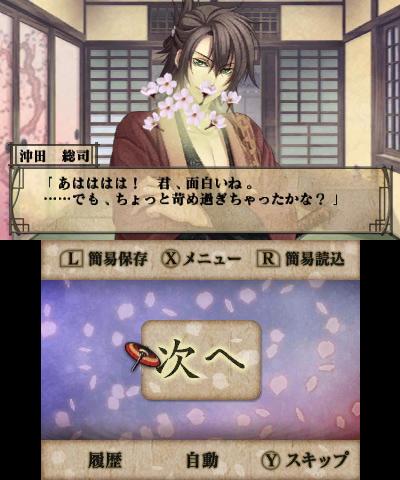 沖田　総司
「あはははは！　君、面白いね。
……でも、ちょっと苛め過ぎちゃったかな？」
L 簡易保存　X メニュー　R 簡易読込
次へ
履歴　自動　Y スキップ